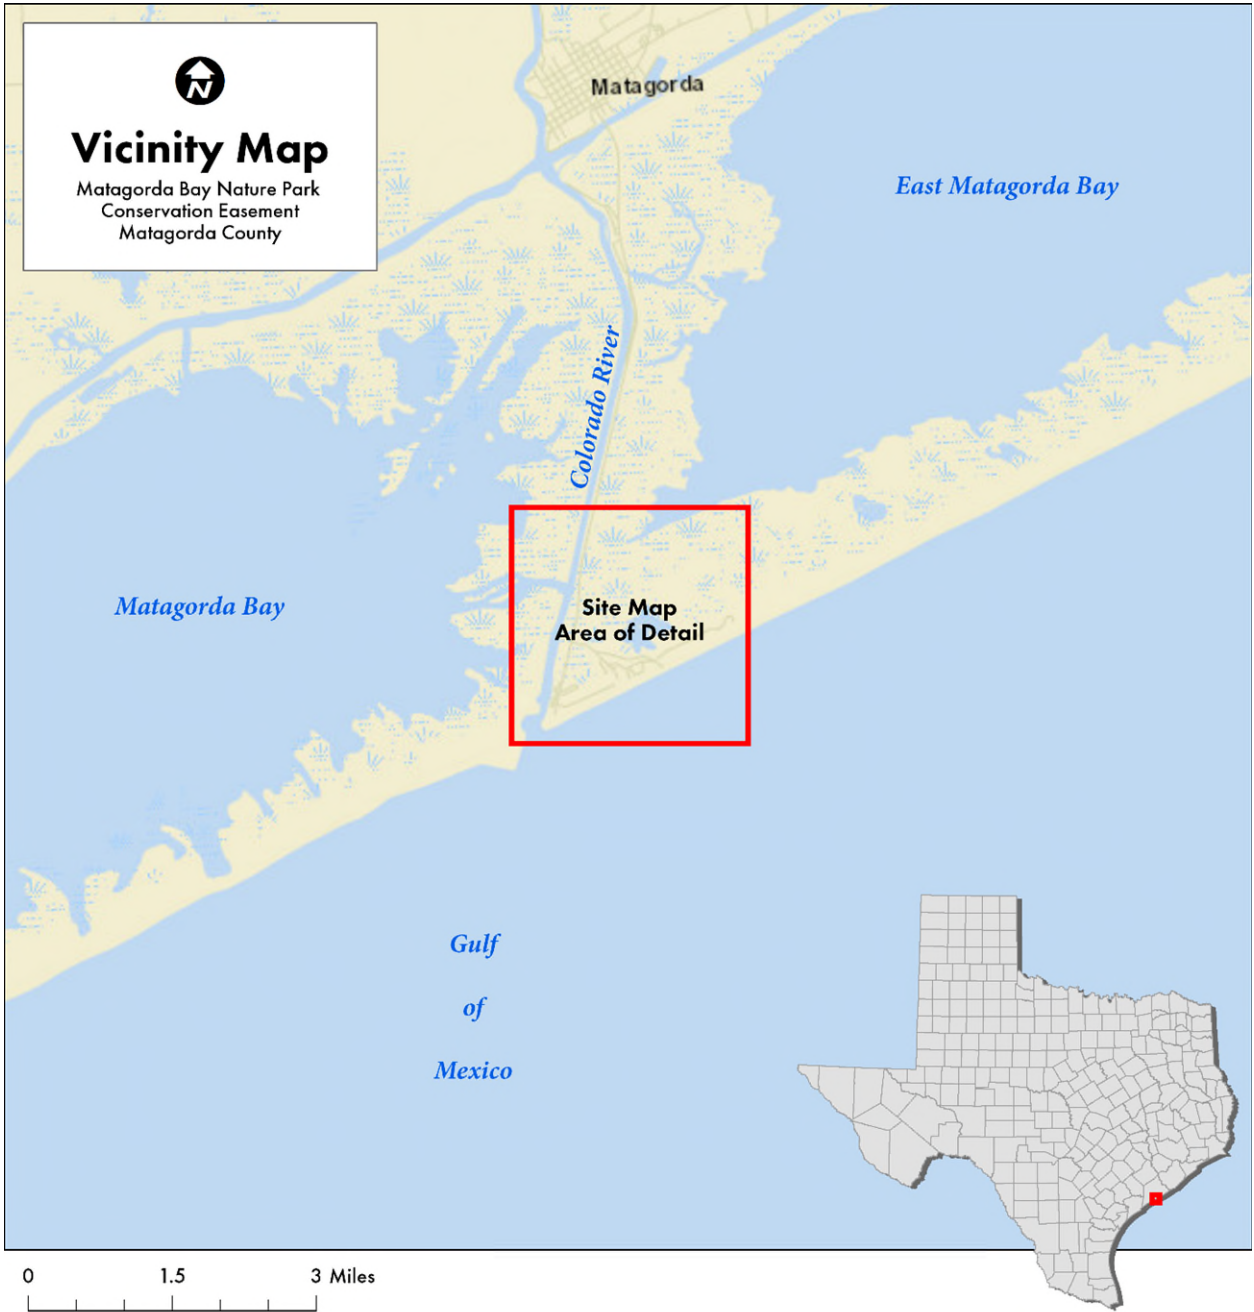 N
Vicinity Map
Matagorda Bay Nature Park
Conservation Easement
Matagorda County
Matagorda
East Matagorda Bay
Colorado River
Matagorda Bay
Site Map
Area of Detail
Gulf
of
Mexico
0 1.5 3 Miles